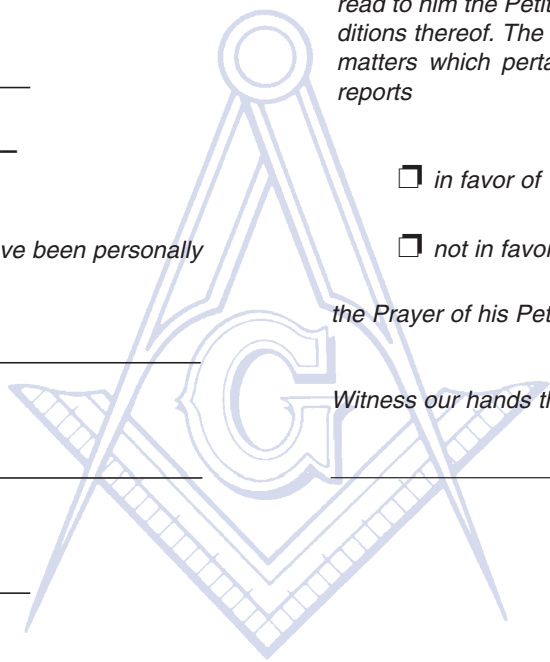 ve been personally
read to him the Petit
ditions thereof. The
matters which perta
reports
in favor of
not in favor
the Prayer of his Pet
Witness our hands th
G